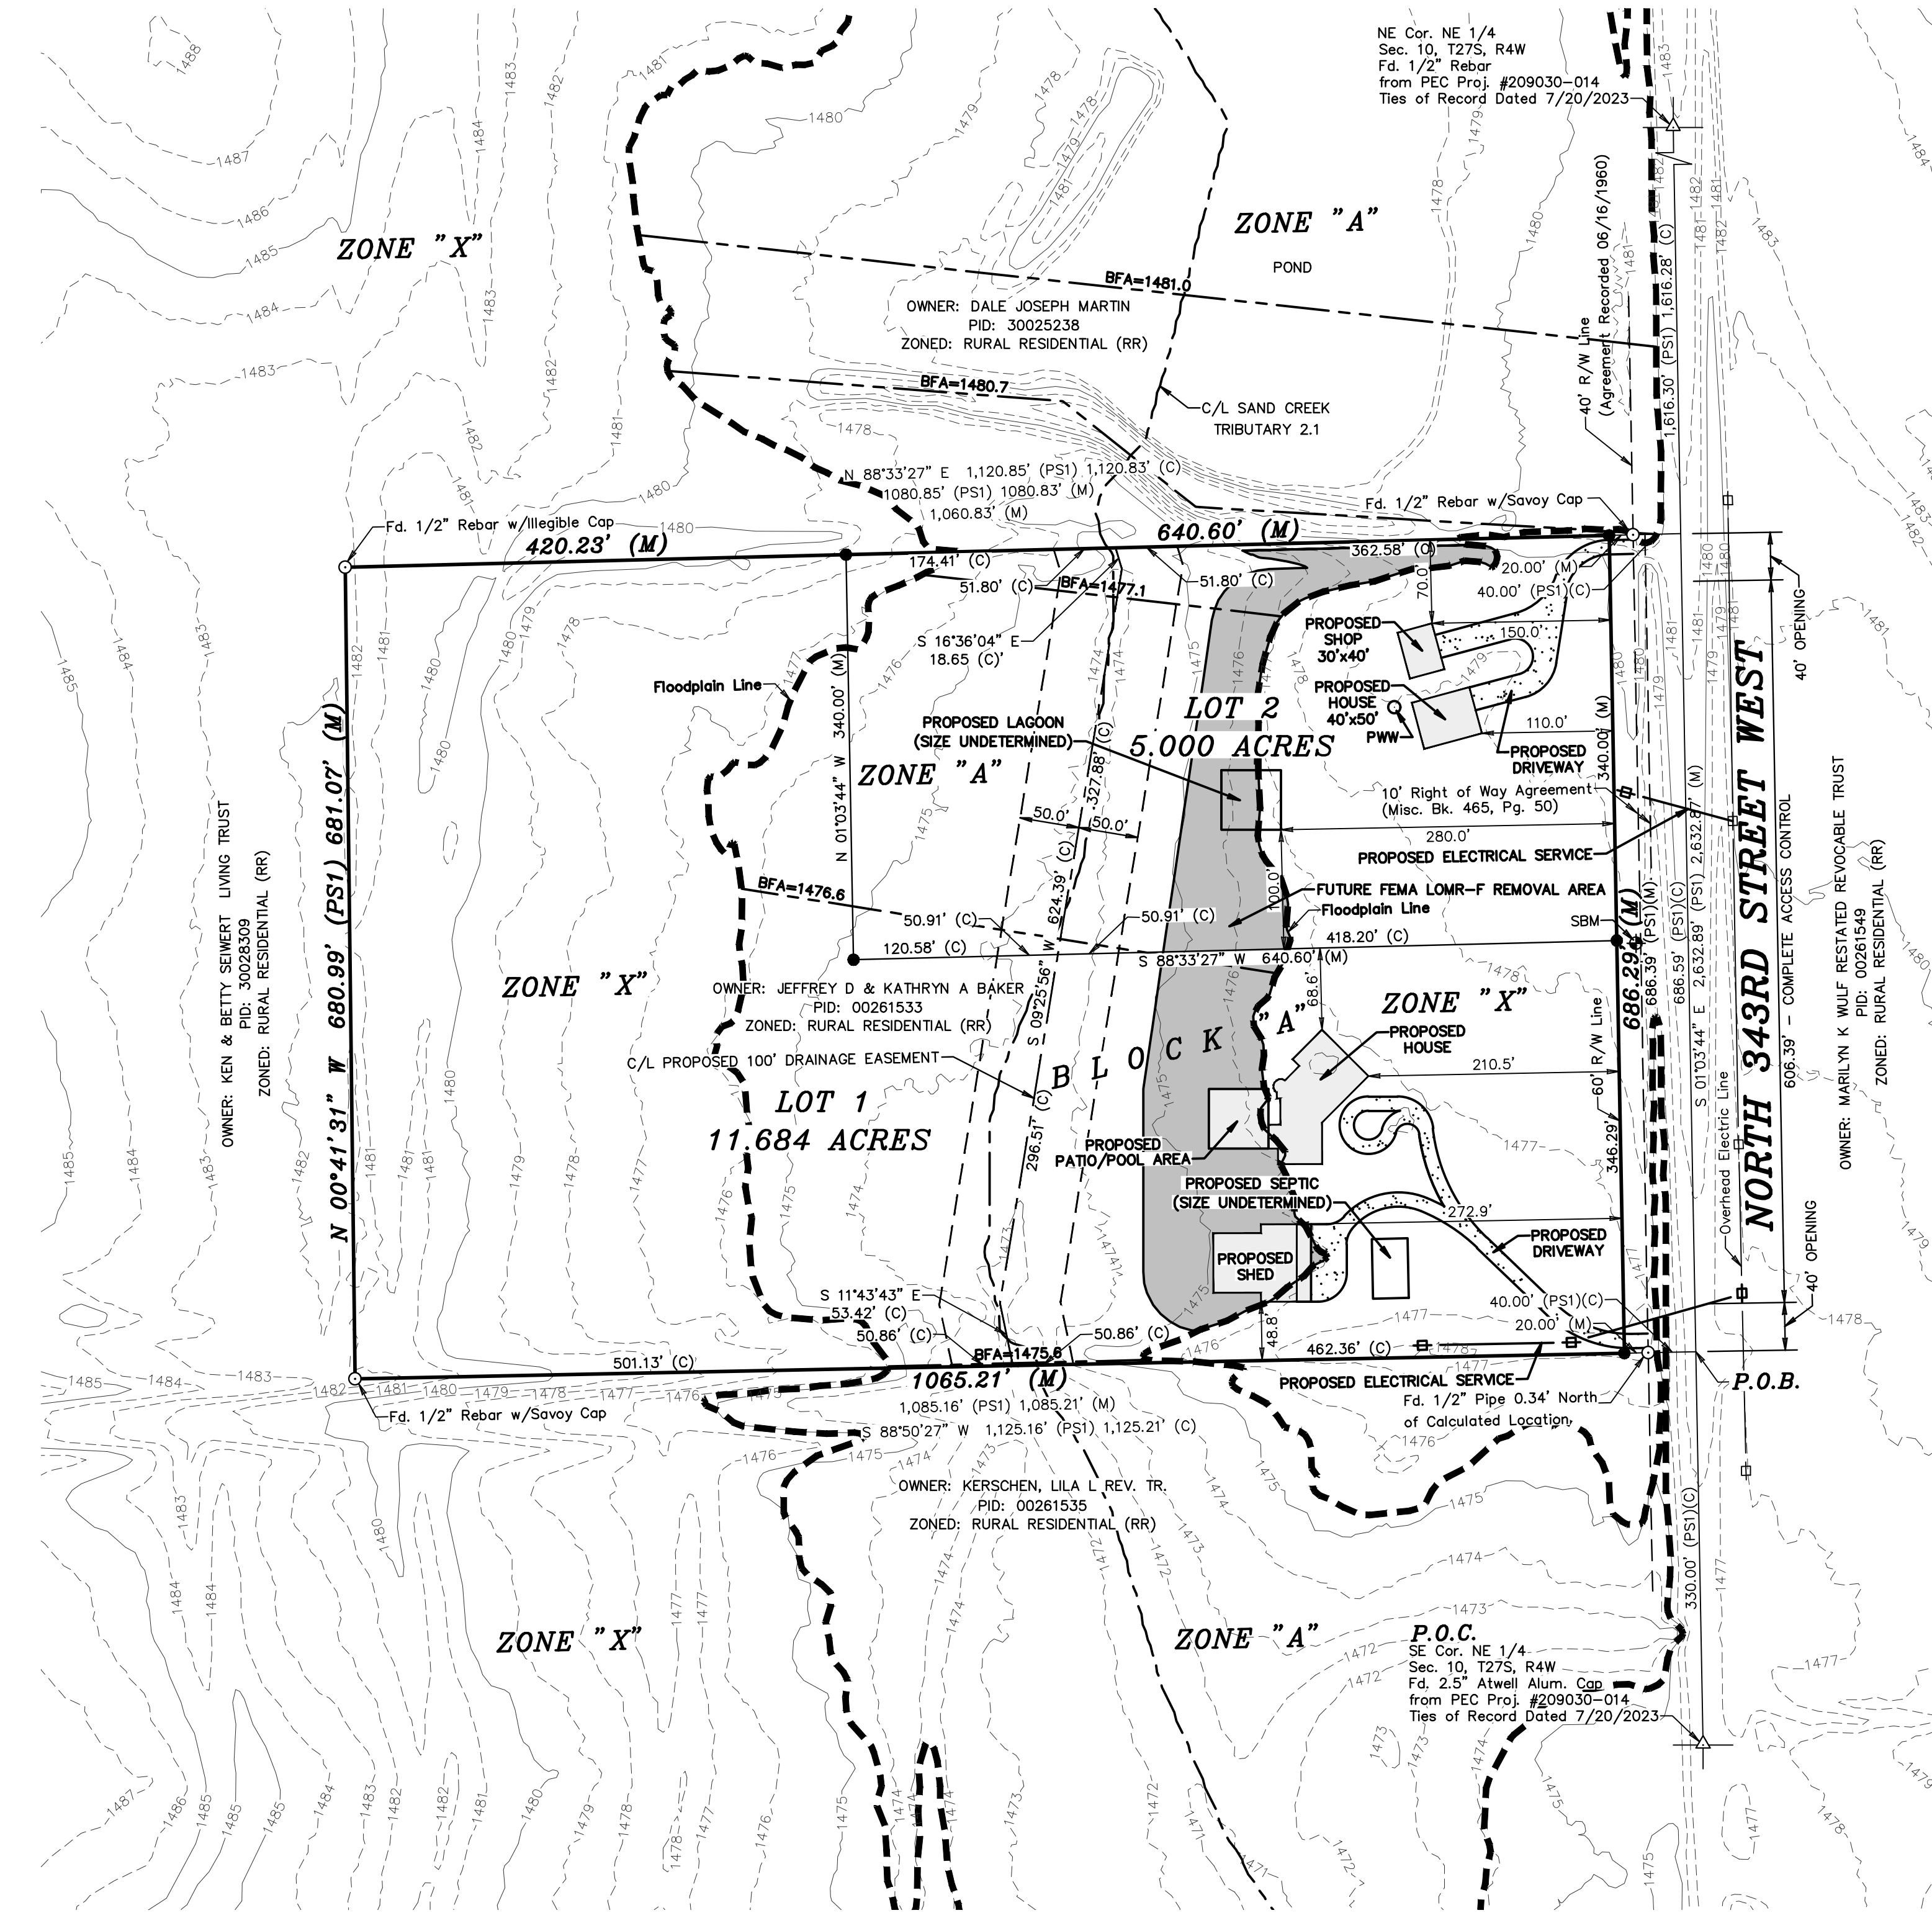 NE Cor. NE 1/4
Sec. 10, T27S, R4W
Fd. 1/2" Rebar
from PEC Proj. #209030-014
Ties of Record Dated 7/20/2023
ZONE "X"
ZONE "A"
POND
BFA=1481.0
OWNER: DALE JOSEPH MARTIN
PID: 30025238
ZONED: RURAL RESIDENTIAL (RR)
BFA=1480.7
C/L SAND CREEK
TRIBUTARY 2.1
40' R/W Line
(Agreement Recorded 06/16/1960)
1,616.30' (PS1) 1,616.28' (C)
N 88°33'27" E 1,120.85' (PS1) 1,120.83' (C)
1080.85' (PS1) 1080.83' (M)
1,060.83' (M)
Fd. 1/2" Rebar w/Savoy Cap
Fd. 1/2" Rebar w/Illegible Cap
420.23' (M)
640.60' (M)
174.41' (C)
51.80' (C)
BFA=1477.1
51.80' (C)
362.58' (C)
20.00' (M)
40.00' (PS1)(C)
70.0'
150.0'
S 16°36'04" E
18.65 (C)'
PROPOSED
SHOP
30'x40'
PROPOSED
HOUSE
40'x50'
PWW
110.0'
PROPOSED
DRIVEWAY
Floodplain Line
N 01°03'44" W 340.00' (M)
PROPOSED LAGOON
(SIZE UNDETERMINED)
LOT 2
5.000 ACRES
ZONE "A"
327.88' (C)
50.0'
50.0'
10' Right of Way Agreement
(Misc. Bk. 465, Pg. 50)
280.0'
PROPOSED ELECTRICAL SERVICE
340.00' (M)
100.0'
FUTURE FEMA LOMR-F REMOVAL AREA
Floodplain Line
SBM
BFA=1476.6
50.91' (C)
50.91' (C)
120.58' (C)
418.20' (C)
S 88°33'27" W 640.60' (M)
S 09°25'56" W 624.39' (C)
N 00°41'31" W 680.99' (PS1) 681.07' (M)
OWNER: KEN & BETTY SEIWERT LIVING TRUST
PID: 30028309
ZONED: RURAL RESIDENTIAL (RR)
ZONE "X"
OWNER: JEFFREY D & KATHRYN A BAKER
PID: 00261533
ZONED: RURAL RESIDENTIAL (RR)
C/L PROPOSED 100' DRAINAGE EASEMENT
BLOCK "A"
LOT 1
11.684 ACRES
296.51' (C)
68.6'
ZONE "X"
PROPOSED
HOUSE
210.5'
60' R/W Line
346.29'
686.29' (M)
686.39' (PS1)(M)
686.59' (PS1)(C)
S 01°03'44" E 2,632.89' (PS1) 2,632.87' (M)
Overhead Electric Line
NORTH 343RD STREET WEST
606.39' - COMPLETE ACCESS CONTROL
40' OPENING
40' OPENING
OWNER: MARILYN K WULF RESTATED REVOCABLE TRUST
PID: 00261549
ZONED: RURAL RESIDENTIAL (RR)
PROPOSED
PATIO/POOL AREA
PROPOSED SEPTIC
(SIZE UNDETERMINED)
272.9'
PROPOSED
SHED
PROPOSED
DRIVEWAY
S 11°43'43" E
53.42' (C)
50.86' (C)
50.86' (C)
48.8'
40.00' (PS1)(C)
20.00' (M)
BFA=1475.6
501.13' (C)
462.36' (C)
1065.21' (M)
PROPOSED ELECTRICAL SERVICE
P.O.B.
1,085.16' (PS1) 1,085.21' (M)
S 88°50'27" W 1,125.16' (PS1) 1,125.21' (C)
Fd. 1/2" Rebar w/Savoy Cap
Fd. 1/2" Pipe 0.34' North
of Calculated Location
OWNER: KERSCHEN, LILA L REV. TR.
PID: 00261535
ZONED: RURAL RESIDENTIAL (RR)
330.00' (PS1)(C)
ZONE "X"
ZONE "A"
P.O.C.
SE Cor. NE 1/4
Sec. 10, T27S, R4W
Fd. 2.5" Atwell Alum. Cap
from PEC Proj. #209030-014
Ties of Record Dated 7/20/2023